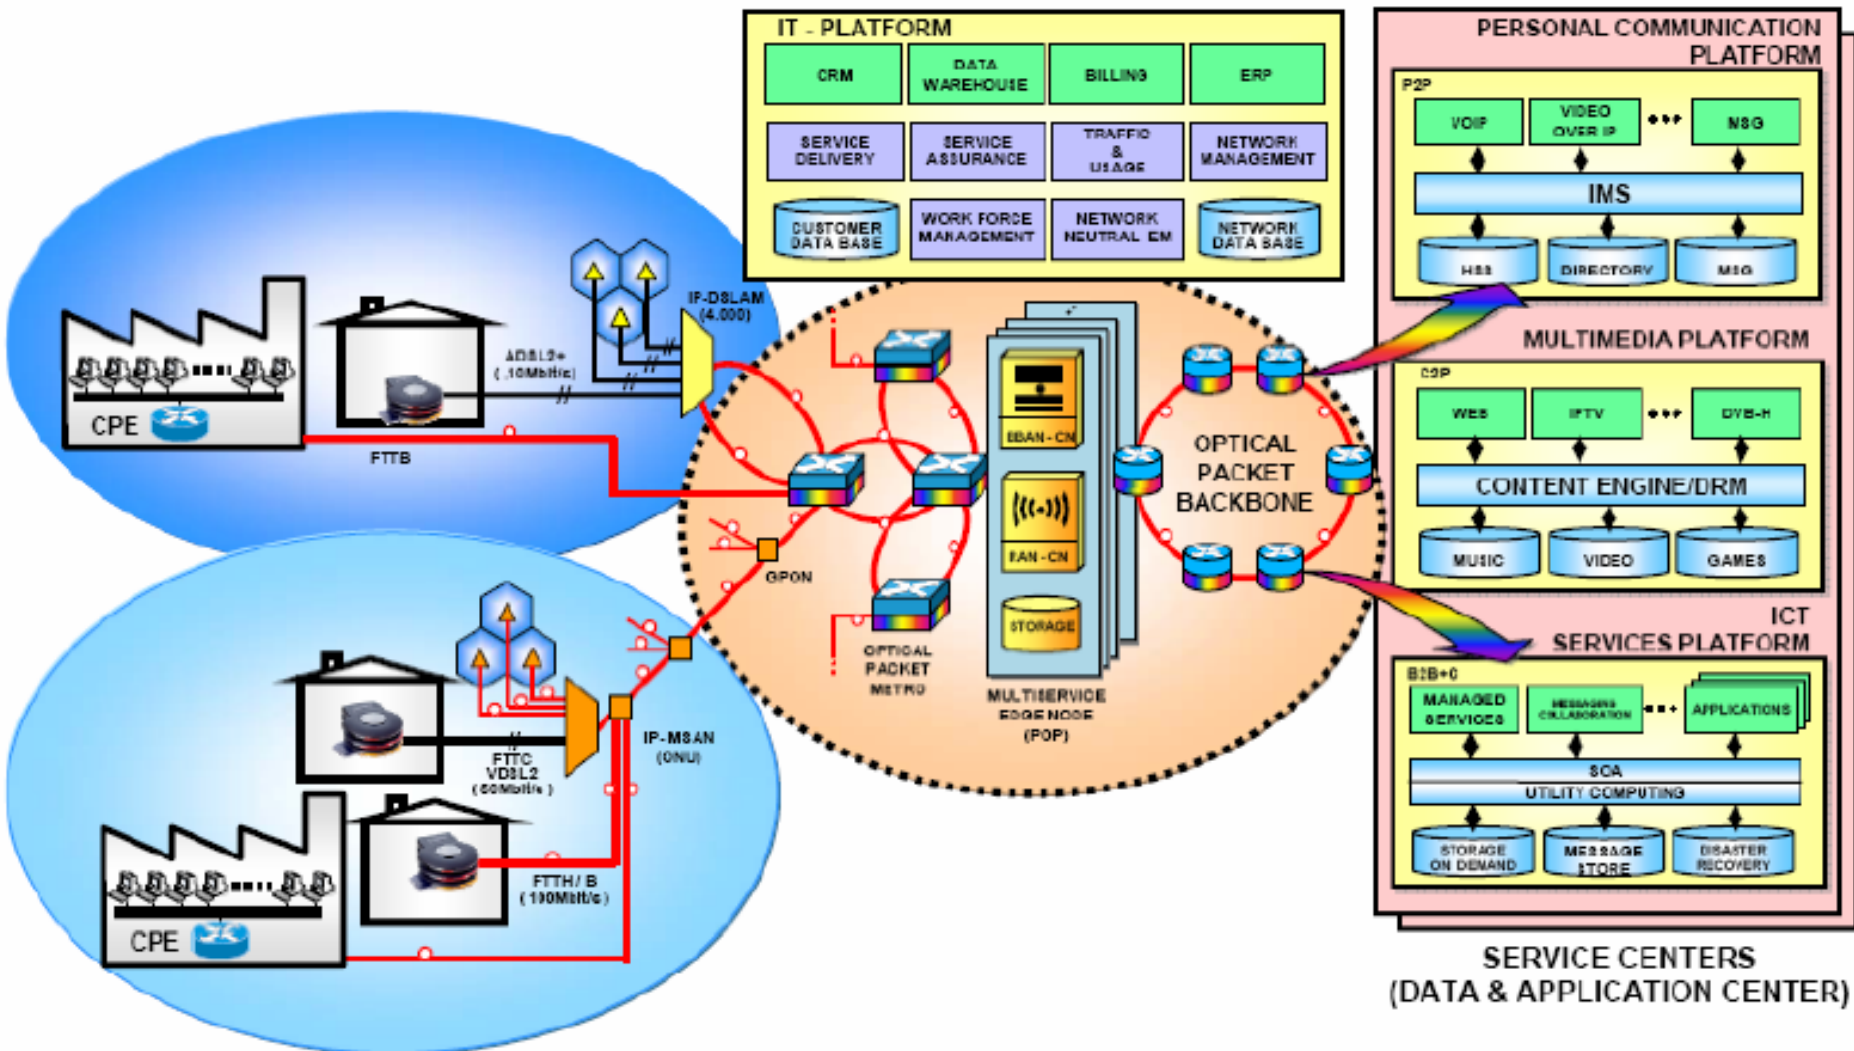 IT - PLATFORM
CRM
DATA
WAREHOUSE
BILLING
ERP
SERVICE
DELIVERY
SERVICE
ASSURANCE
TRAFFIC
&
USAGE
NETWORK
MANAGEMENT
CUSTOMER
DATA BASE
WORK FORCE
MANAGEMENT
NETWORK
NEUTRAL EM
NETWORK
DATA BASE
PERSONAL COMMUNICATION
PLATFORM
P2P
VOIP
VIDEO
OVER IP
MSG
IMS
HSS
DIRECTORY
MSG
MULTIMEDIA PLATFORM
WEB
IPTV
DVB-H
CONTENT ENGINE/DRM
MUSIC
VIDEO
GAMES
ICT
SERVICES PLATFORM
B2B+C
MANAGED
SERVICES
MESSAGING
COLLABORATION
APPLICATIONS
SOA
UTILITY COMPUTING
STORAGE
ON DEMAND
MESSAGE
STORE
DISASTER
RECOVERY
SERVICE CENTERS
(DATA & APPLICATION CENTER)
IP-DSLAM
(4.000)
ADSL2+
CPE
FTTB
GPON
OPTICAL
PACKET
METRO
BBAN - CN
RAN - CN
STORAGE
MULTISERVICE
EDGE NODE
(POP)
OPTICAL
PACKET
BACKBONE
IP-MSAN
(ONU)
FTTC
VDSL2
FTTH / B
( 100Mbit/s )
CPE